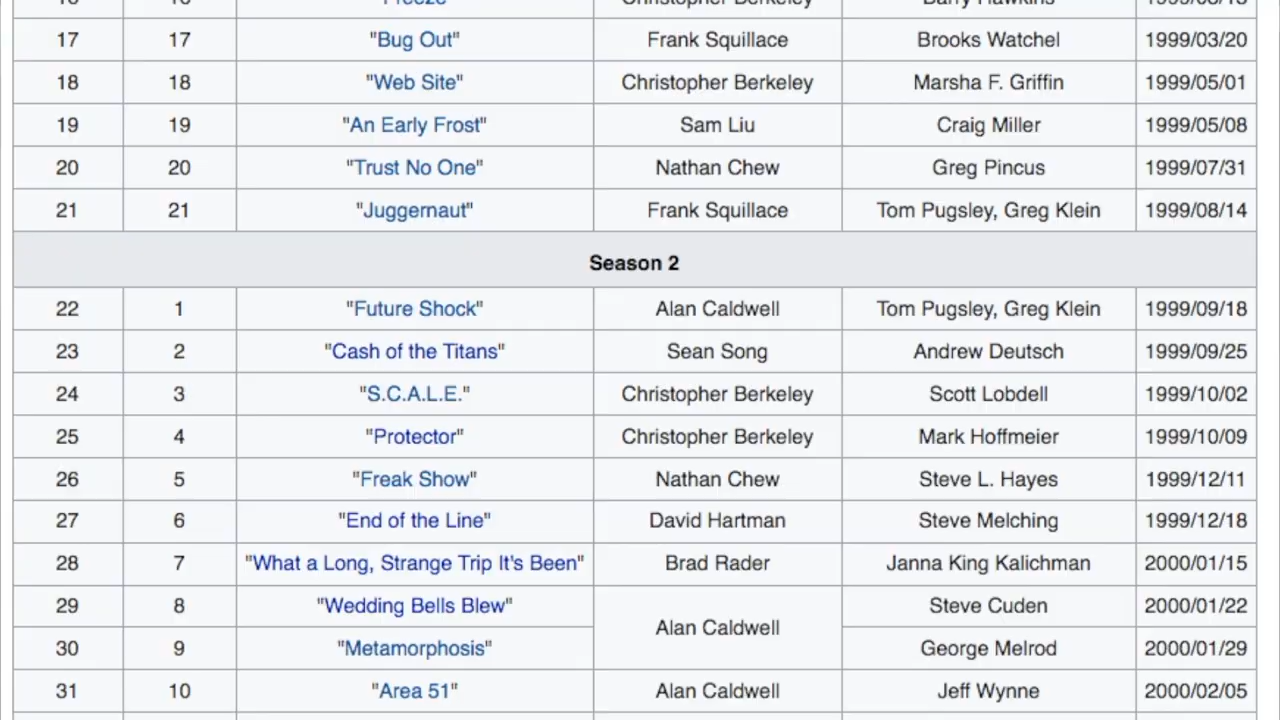 17 17 "Bug Out" Frank Squillace Brooks Watchel 1999/03/20
18 18 "Web Site" Christopher Berkeley Marsha F. Griffin 1999/05/01
19 19 "An Early Frost" Sam Liu Craig Miller 1999/05/08
20 20 "Trust No One" Nathan Chew Greg Pincus 1999/07/31
21 21 "Juggernaut" Frank Squillace Tom Pugsley, Greg Klein 1999/08/14
Season 2
22 1 "Future Shock" Alan Caldwell Tom Pugsley, Greg Klein 1999/09/18
23 2 "Cash of the Titans" Sean Song Andrew Deutsch 1999/09/25
24 3 "S.C.A.L.E." Christopher Berkeley Scott Lobdell 1999/10/02
25 4 "Protector" Christopher Berkeley Mark Hoffmeier 1999/10/09
26 5 "Freak Show" Nathan Chew Steve L. Hayes 1999/12/11
27 6 "End of the Line" David Hartman Steve Melching 1999/12/18
28 7 "What a Long, Strange Trip It's Been" Brad Rader Janna King Kalichman 2000/01/15
29 8 "Wedding Bells Blew" Alan Caldwell Steve Cuden 2000/01/22
30 9 "Metamorphosis" George Melrod 2000/01/29
31 10 "Area 51" Alan Caldwell Jeff Wynne 2000/02/05